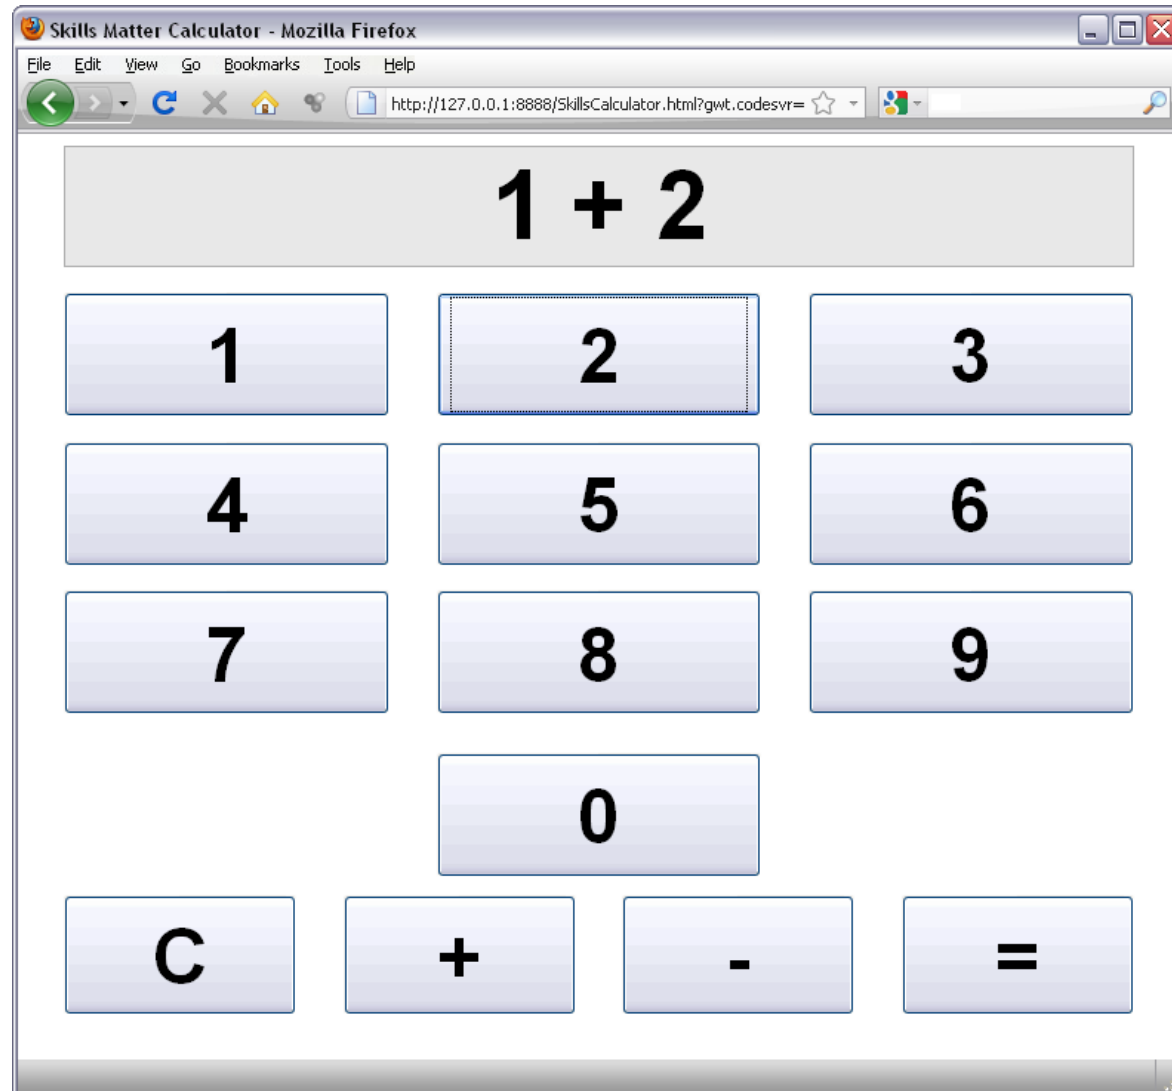 Skills Matter Calculator - Mozilla Firefox
File Edit View Go Bookmarks Tools Help
http://127.0.0.1:8888/SkillsCalculator.html?gwt.codesvr=
1 + 2
1 2 3
4 5 6
7 8 9
0
C + - =